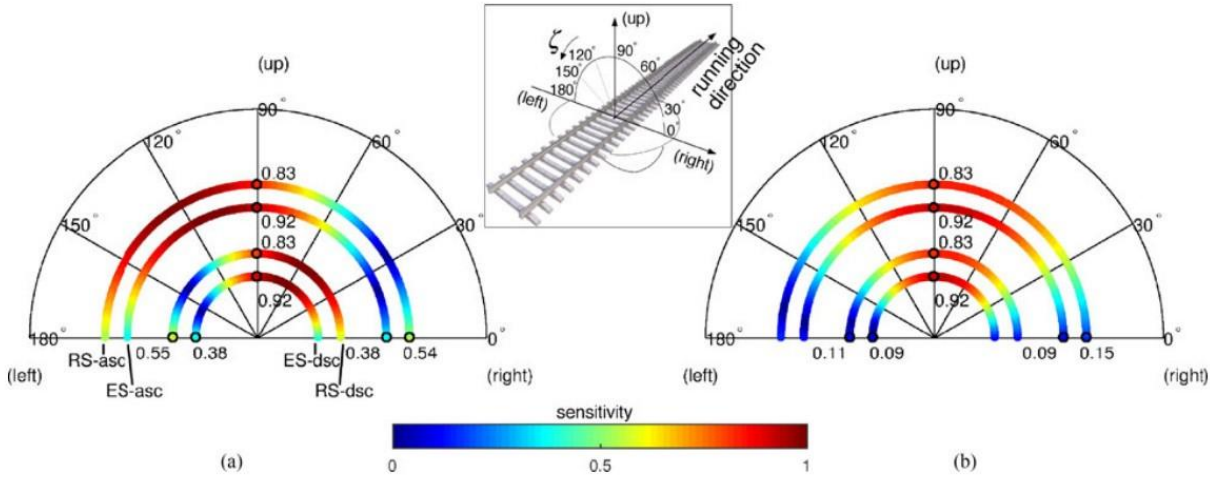 (up)
90°
120°
60°
150°
30°
180°
0°
0.83
0.92
0.83
0.92
RS-asc
0.55
0.38
ES-dsc
0.38
0.54
(left)
ES-asc
RS-dsc
(right)
(up)
ζ
120°
90°
60°
150°
180°
30°
0°
(left)
(right)
running
direction
(up)
90°
120°
60°
150°
30°
180°
0°
0.83
0.92
0.83
0.92
0.11
0.09
0.09
0.15
(left)
(right)
sensitivity
0
0.5
1
(a)
(b)